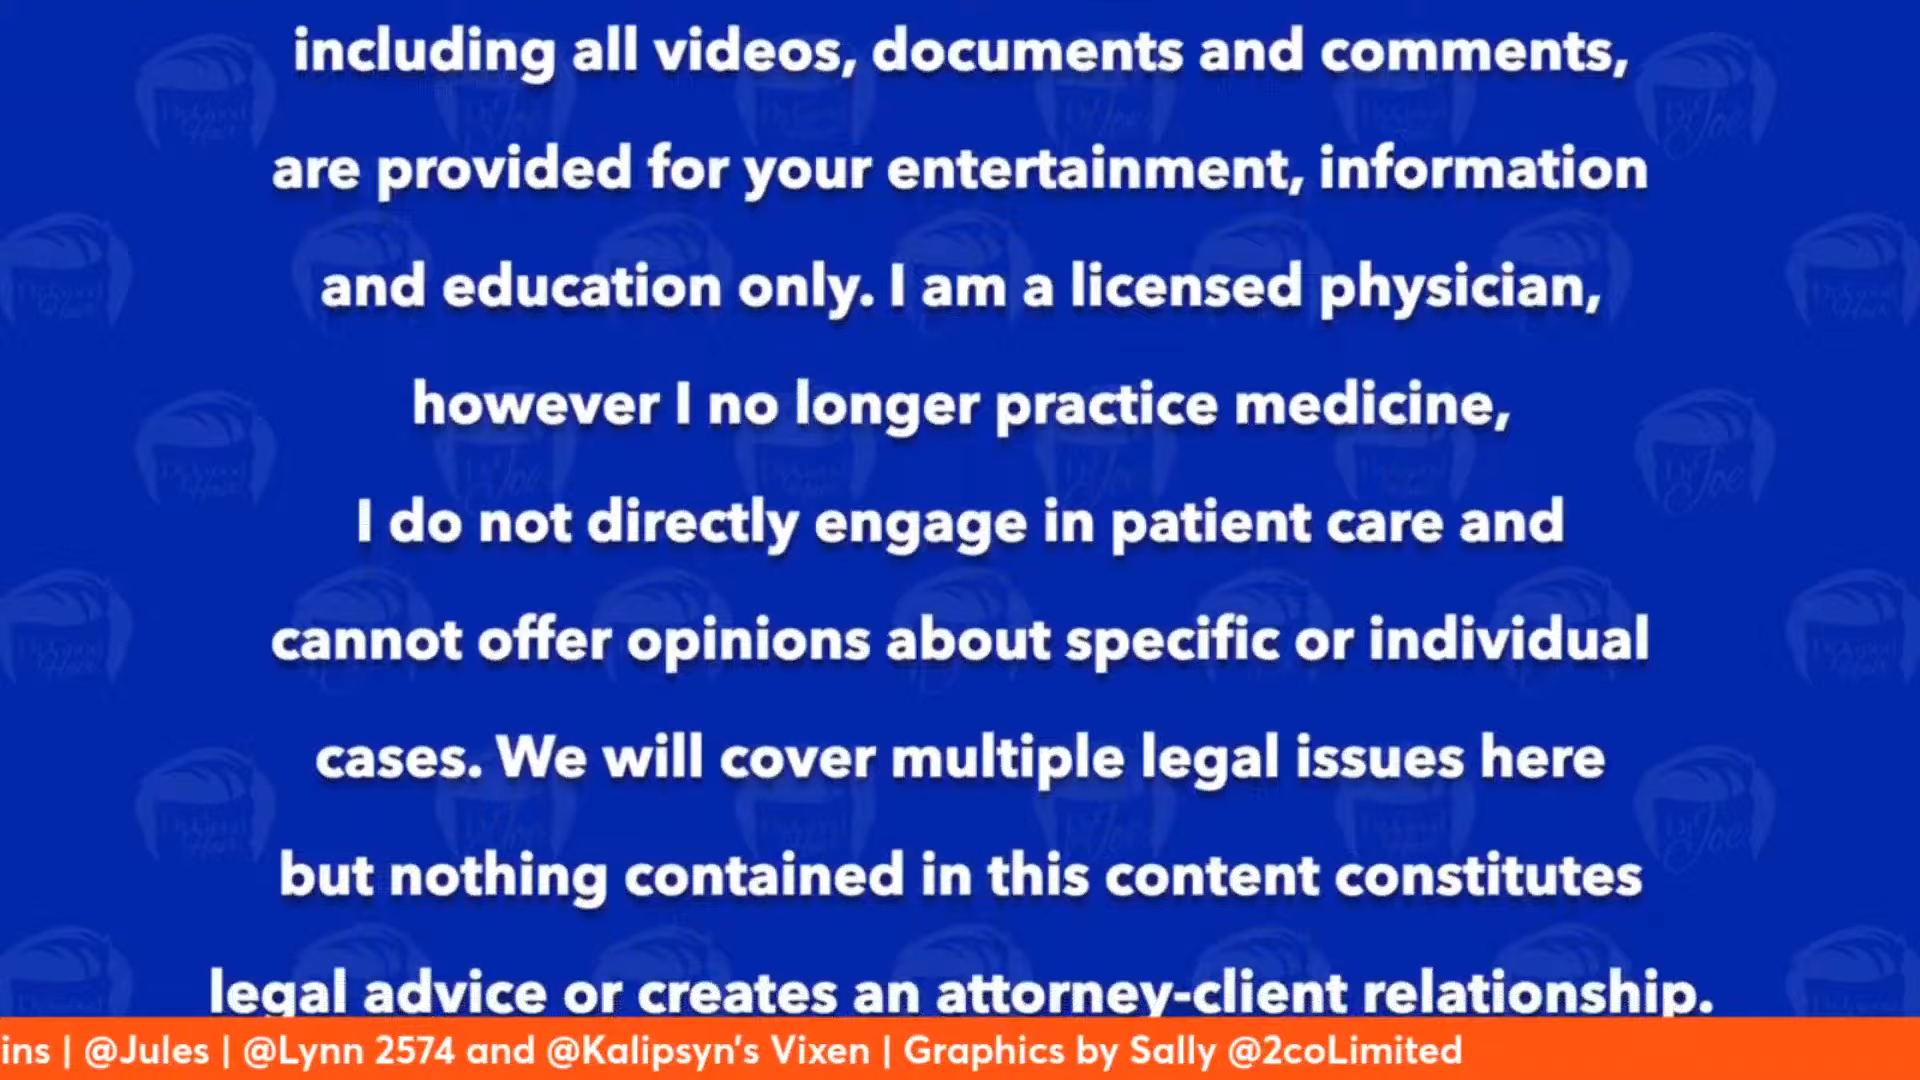 including all videos, documents and comments,
are provided for your entertainment, information
and education only. I am a licensed physician,
however I no longer practice medicine,
I do not directly engage in patient care and
cannot offer opinions about specific or individual
cases. We will cover multiple legal issues here
but nothing contained in this content constitutes
legal advice or creates an attorney-client relationship.
ins | @Jules | @Lynn 2574 and @Kalipsyn's Vixen | Graphics by Sally @2coLimited